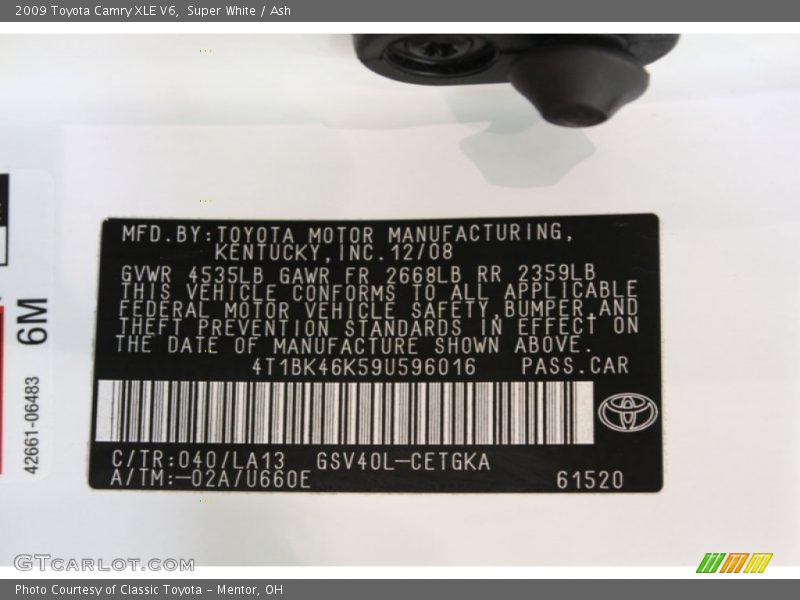 2009 Toyota Camry XLE V6,  Super White / Ash
MFD.BY:TOYOTA MOTOR MANUFACTURING,
KENTUCKY,INC.12/08
GVWR 4535LB GAWR FR 2668LB RR 2359LB
THIS VEHICLE CONFORMS TO ALL APPLICABLE
FEDERAL MOTOR VEHICLE SAFETY,BUMPER,AND
THEFT PREVENTION STANDARDS IN EFFECT ON
THE DATE OF MANUFACTURE SHOWN ABOVE.
4T1BK46K59U596016 PASS.CAR
C/TR:040/LA13 GSV40L-CETGKA
A/TM:-02A/U660E 61520
6M
42661-06483
GTCARLOT.COM
Photo Courtesy of Classic Toyota - Mentor, OH